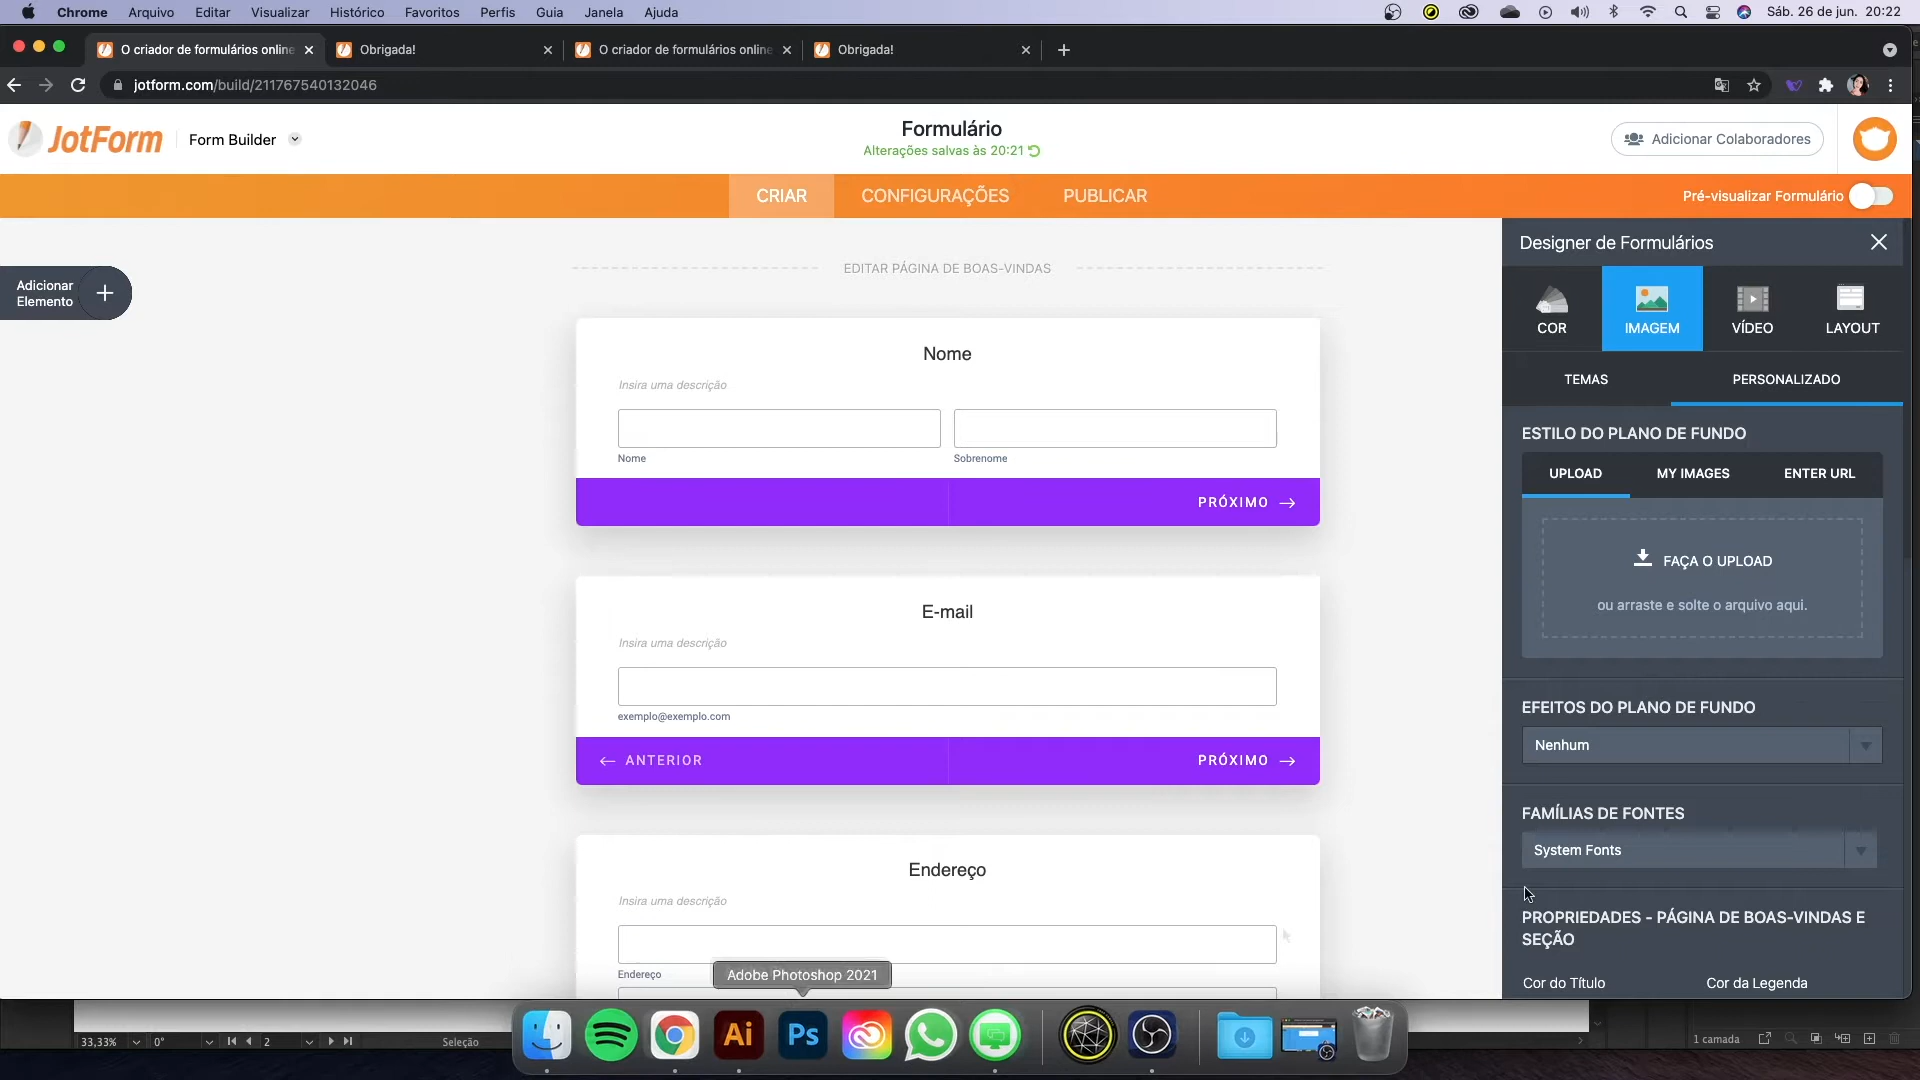 Chrome Arquivo Editar Visualizar Histórico Favoritos Perfis Guia Janela Ajuda Sáb. 26 de jun. 20:22
O criador de formulários online
Obrigada!
O criador de formulários online
Obrigada!
jotform.com/build/211767540132046
JotForm
Form Builder
Formulário
Alterações salvas às 20:21
Adicionar Colaboradores
CRIAR CONFIGURAÇÕES PUBLICAR
Pré-visualizar Formulário
Adicionar
Elemento
EDITAR PÁGINA DE BOAS-VINDAS
Nome
Insira uma descrição
Nome Sobrenome
PRÓXIMO
E-mail
Insira uma descrição
exemplo@exemplo.com
ANTERIOR PRÓXIMO
Endereço
Insira uma descrição
Endereço
Designer de Formulários
COR IMAGEM VÍDEO LAYOUT
TEMAS PERSONALIZADO
ESTILO DO PLANO DE FUNDO
UPLOAD MY IMAGES ENTER URL
FAÇA O UPLOAD
ou arraste e solte o arquivo aqui.
EFEITOS DO PLANO DE FUNDO
Nenhum
FAMÍLIAS DE FONTES
System Fonts
PROPRIEDADES - PÁGINA DE BOAS-VINDAS E
SEÇÃO
Cor do Título Cor da Legenda
Adobe Photoshop 2021
Ai Ps
33,33% 0° 2 Seleção 1 camada